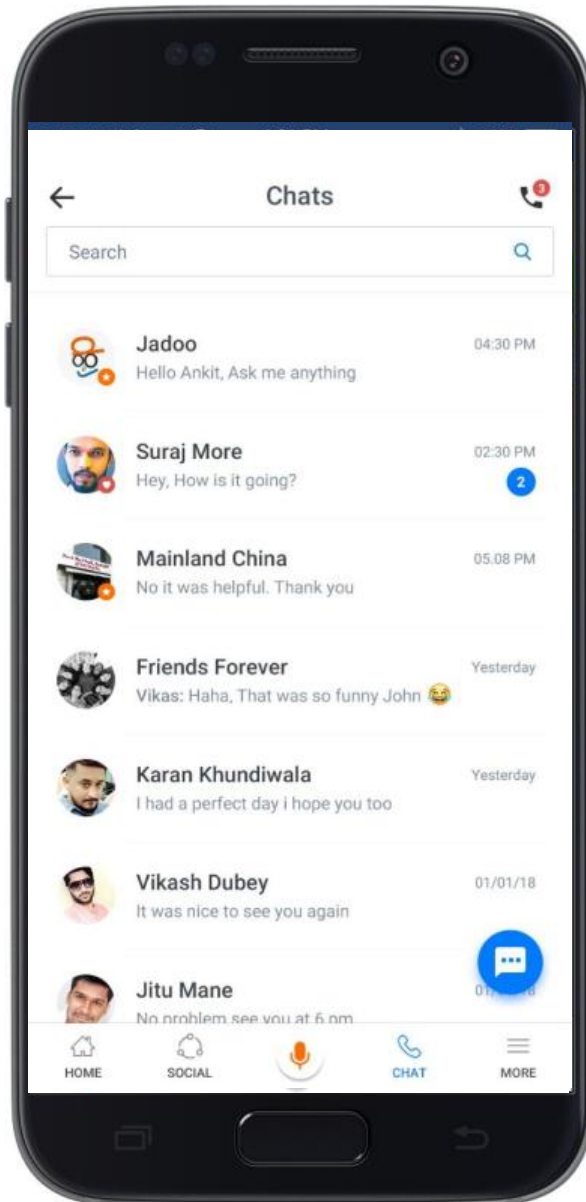 Chats
3
Search
Jadoo
04:30 PM
Hello Ankit, Ask me anything
Suraj More
02:30 PM
Hey, How is it going?
2
Mainland China
05.08 PM
No it was helpful. Thank you
Friends Forever
Yesterday
Vikas: Haha, That was so funny John 😂
Karan Khundiwala
Yesterday
I had a perfect day i hope you too
Vikash Dubey
01/01/18
It was nice to see you again
Jitu Mane
No problem see you at 6 pm
HOME
SOCIAL
CHAT
MORE